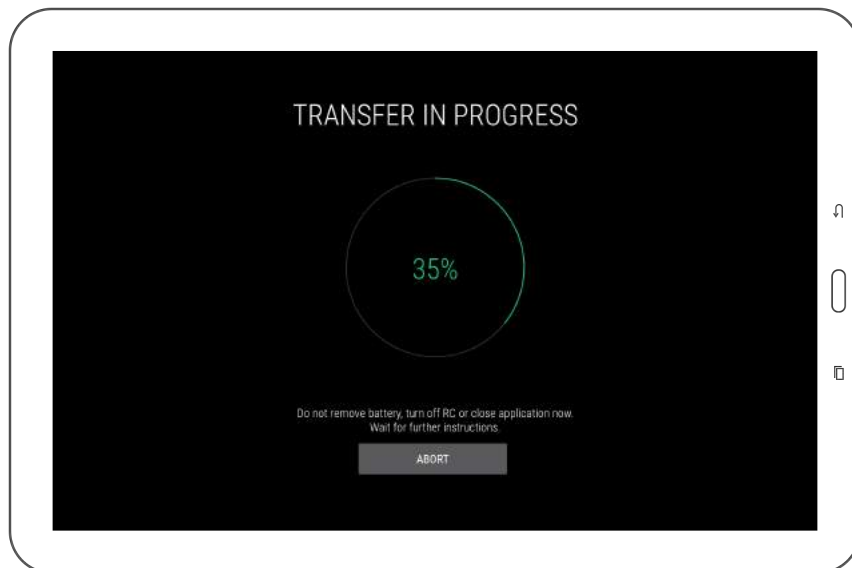 TRANSFER IN PROGRESS
35%
Do not remove battery, turn off RC or close application now.
Wait for further instructions.
ABORT